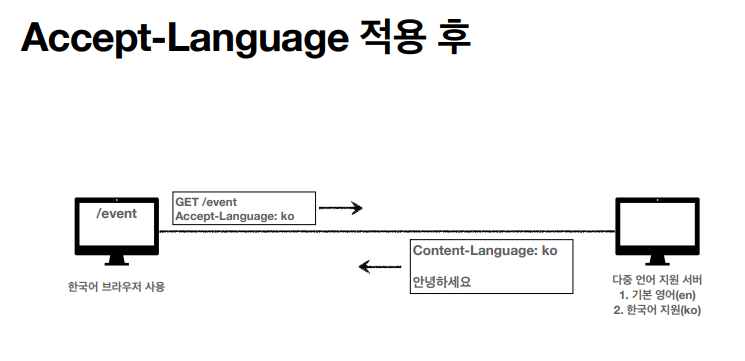 Accept-Language 적용 후
/event
GET /event
Accept-Language: ko
Content-Language: ko
안녕하세요
한국어 브라우저 사용
다중 언어 지원 서버
1. 기본 영어(en)
2. 한국어 지원(ko)